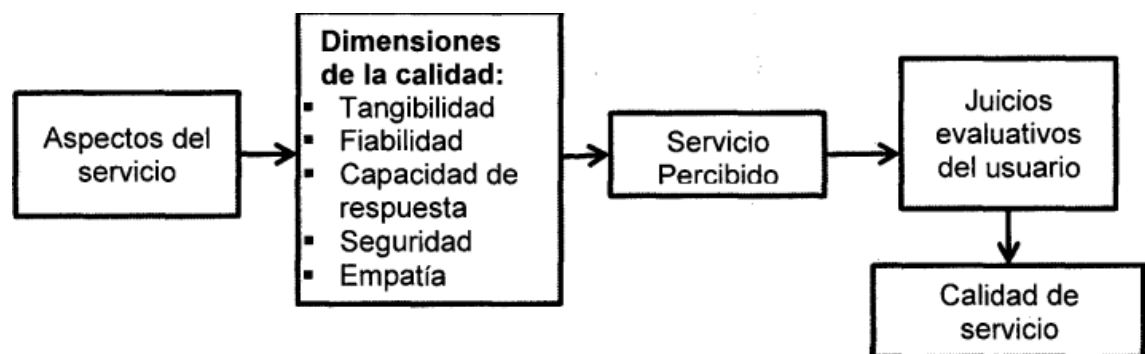 Aspectos del
servicio
Dimensiones
de la calidad:
▪ Tangibilidad
▪ Fiabilidad
▪ Capacidad de
respuesta
▪ Seguridad
▪ Empatía
Servicio
Percibido
Juicios
evaluativos
del usuario
Calidad de
servicio